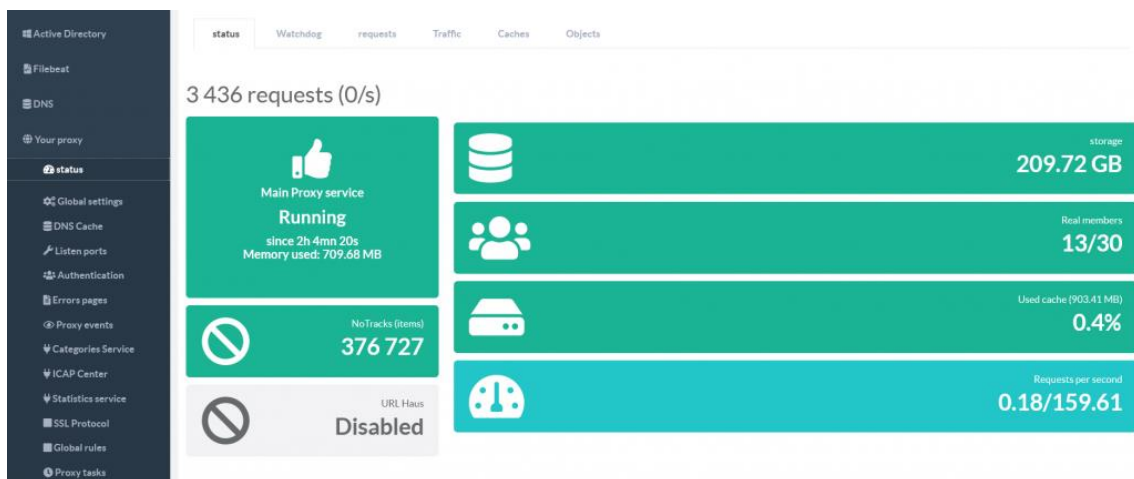 Active Directory
Filebeat
DNS
Your proxy
status
Global settings
DNS Cache
Listen ports
Authentication
Errors pages
Proxy events
Categories Service
ICAP Center
Statistics service
SSL Protocol
Global rules
Proxy tasks
status Watchdog requests Traffic Caches Objects
3 436 requests (0/s)
Main Proxy service
Running
since 2h 4mn 20s
Memory used: 709.68 MB
NoTracks (items)
376 727
URL Haus
Disabled
storage
209.72 GB
Real members
13/30
Used cache (903.41 MB)
0.4%
Requests per second
0.18/159.61